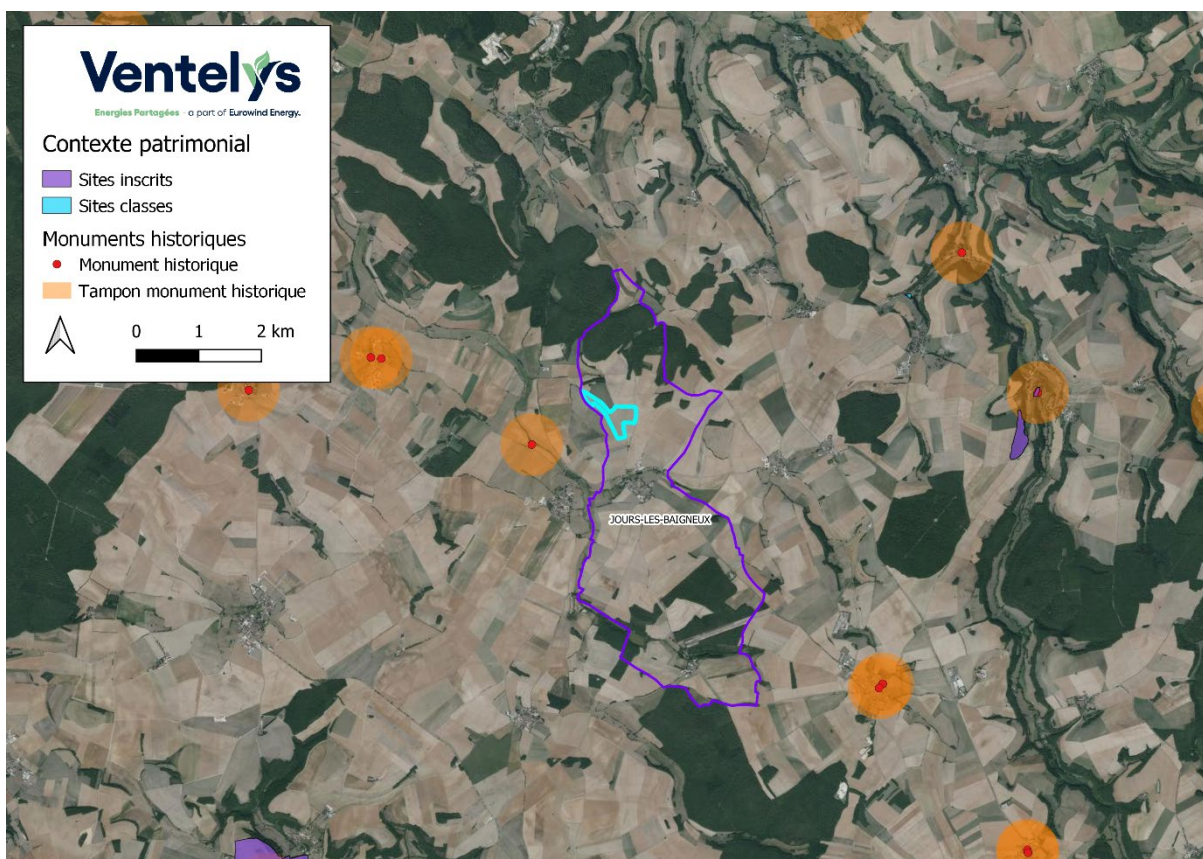 Ventelys
Energies Partagées - a part of Eurowind Energy.
Contexte patrimonial
Sites inscrits
Sites classes
Monuments historiques
Monument historique
Tampon monument historique
0 1 2 km
JOURS-LES-BAIGNEUX